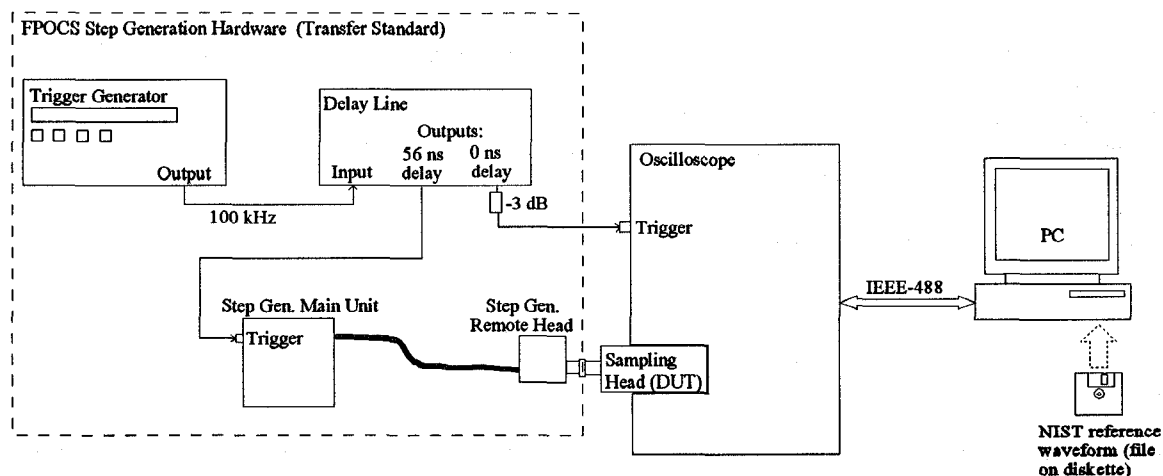 FPOCS Step Generation Hardware (Transfer Standard)
Trigger Generator
Output
100 kHz
Delay Line
Outputs:
56 ns
delay
0 ns
delay
Input
-3 dB
Oscilloscope
Trigger
PC
IEEE-488
Step Gen. Main Unit
Trigger
Step Gen.
Remote Head
Sampling
Head (DUT)
NIST reference
waveform (file
on diskette)